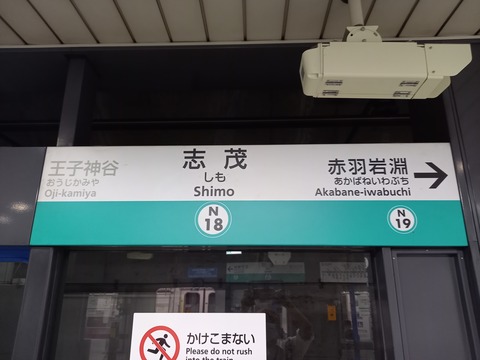 王子神谷
おうじかみや
Oji-kamiya
志茂
しも
Shimo
N
18
赤羽岩淵
あかばねいわぶち
Akabane-iwabuchi
N
19
かけこまない
Please do not rush
into the train